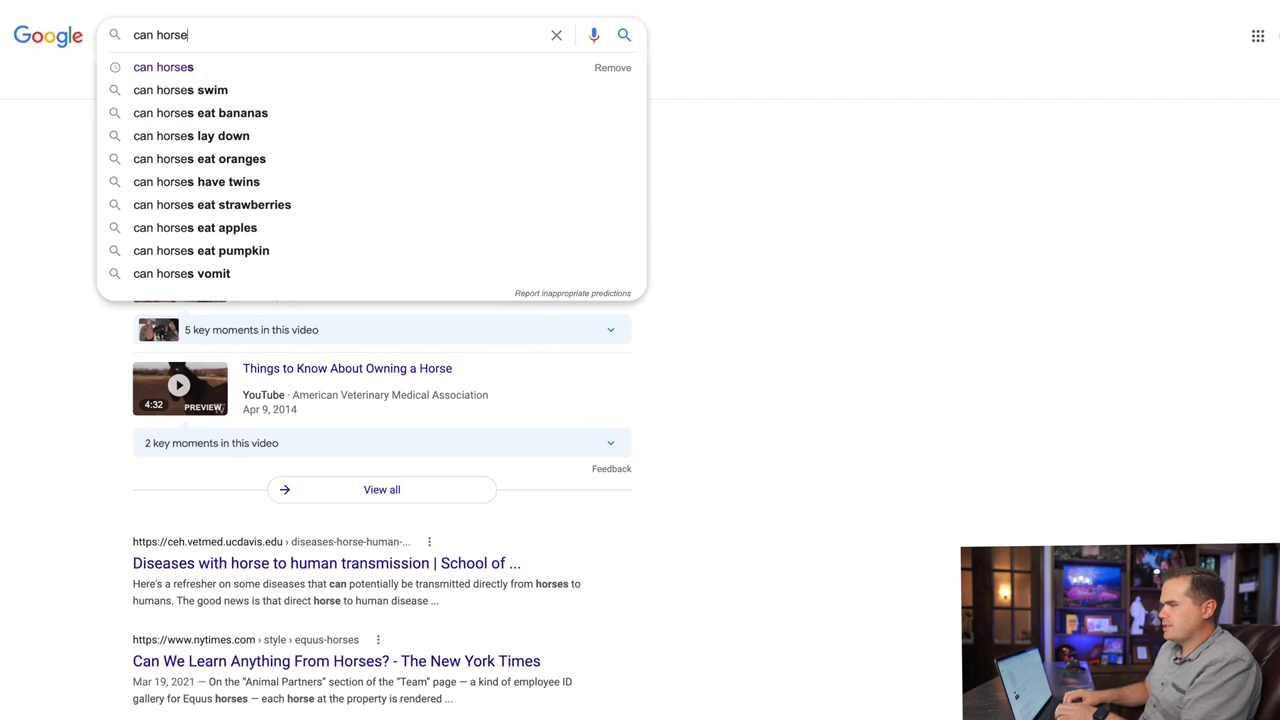 Google
can horse
can horses
Remove
can horses swim
can horses eat bananas
can horses lay down
can horses eat oranges
can horses have twins
can horses eat strawberries
can horses eat apples
can horses eat pumpkin
can horses vomit
Report inappropriate predictions
5 key moments in this video
Things to Know About Owning a Horse
YouTube · American Veterinary Medical Association
Apr 9, 2014
4:32
PREVIEW
2 key moments in this video
Feedback
View all
https://ceh.vetmed.ucdavis.edu › diseases-horse-human-...
Diseases with horse to human transmission | School of ...
Here's a refresher on some diseases that can potentially be transmitted directly from horses to
humans. The good news is that direct horse to human disease ...
https://www.nytimes.com › style › equus-horses
Can We Learn Anything From Horses? - The New York Times
Mar 19, 2021 — On the “Animal Partners” section of the “Team” page — a kind of employee ID
gallery for Equus horses — each horse at the property is rendered ...